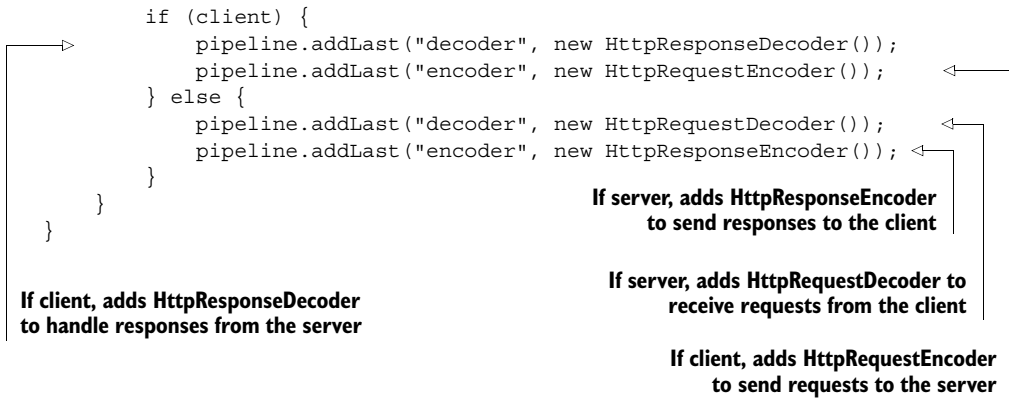 if (client) {
pipeline.addLast("decoder", new HttpResponseDecoder());
pipeline.addLast("encoder", new HttpRequestEncoder());
} else {
pipeline.addLast("decoder", new HttpRequestDecoder());
pipeline.addLast("encoder", new HttpResponseEncoder());
}
}
}
If server, adds HttpResponseEncoder
to send responses to the client
If server, adds HttpRequestDecoder to
receive requests from the client
If client, adds HttpResponseDecoder
to handle responses from the server
If client, adds HttpRequestEncoder
to send requests to the server